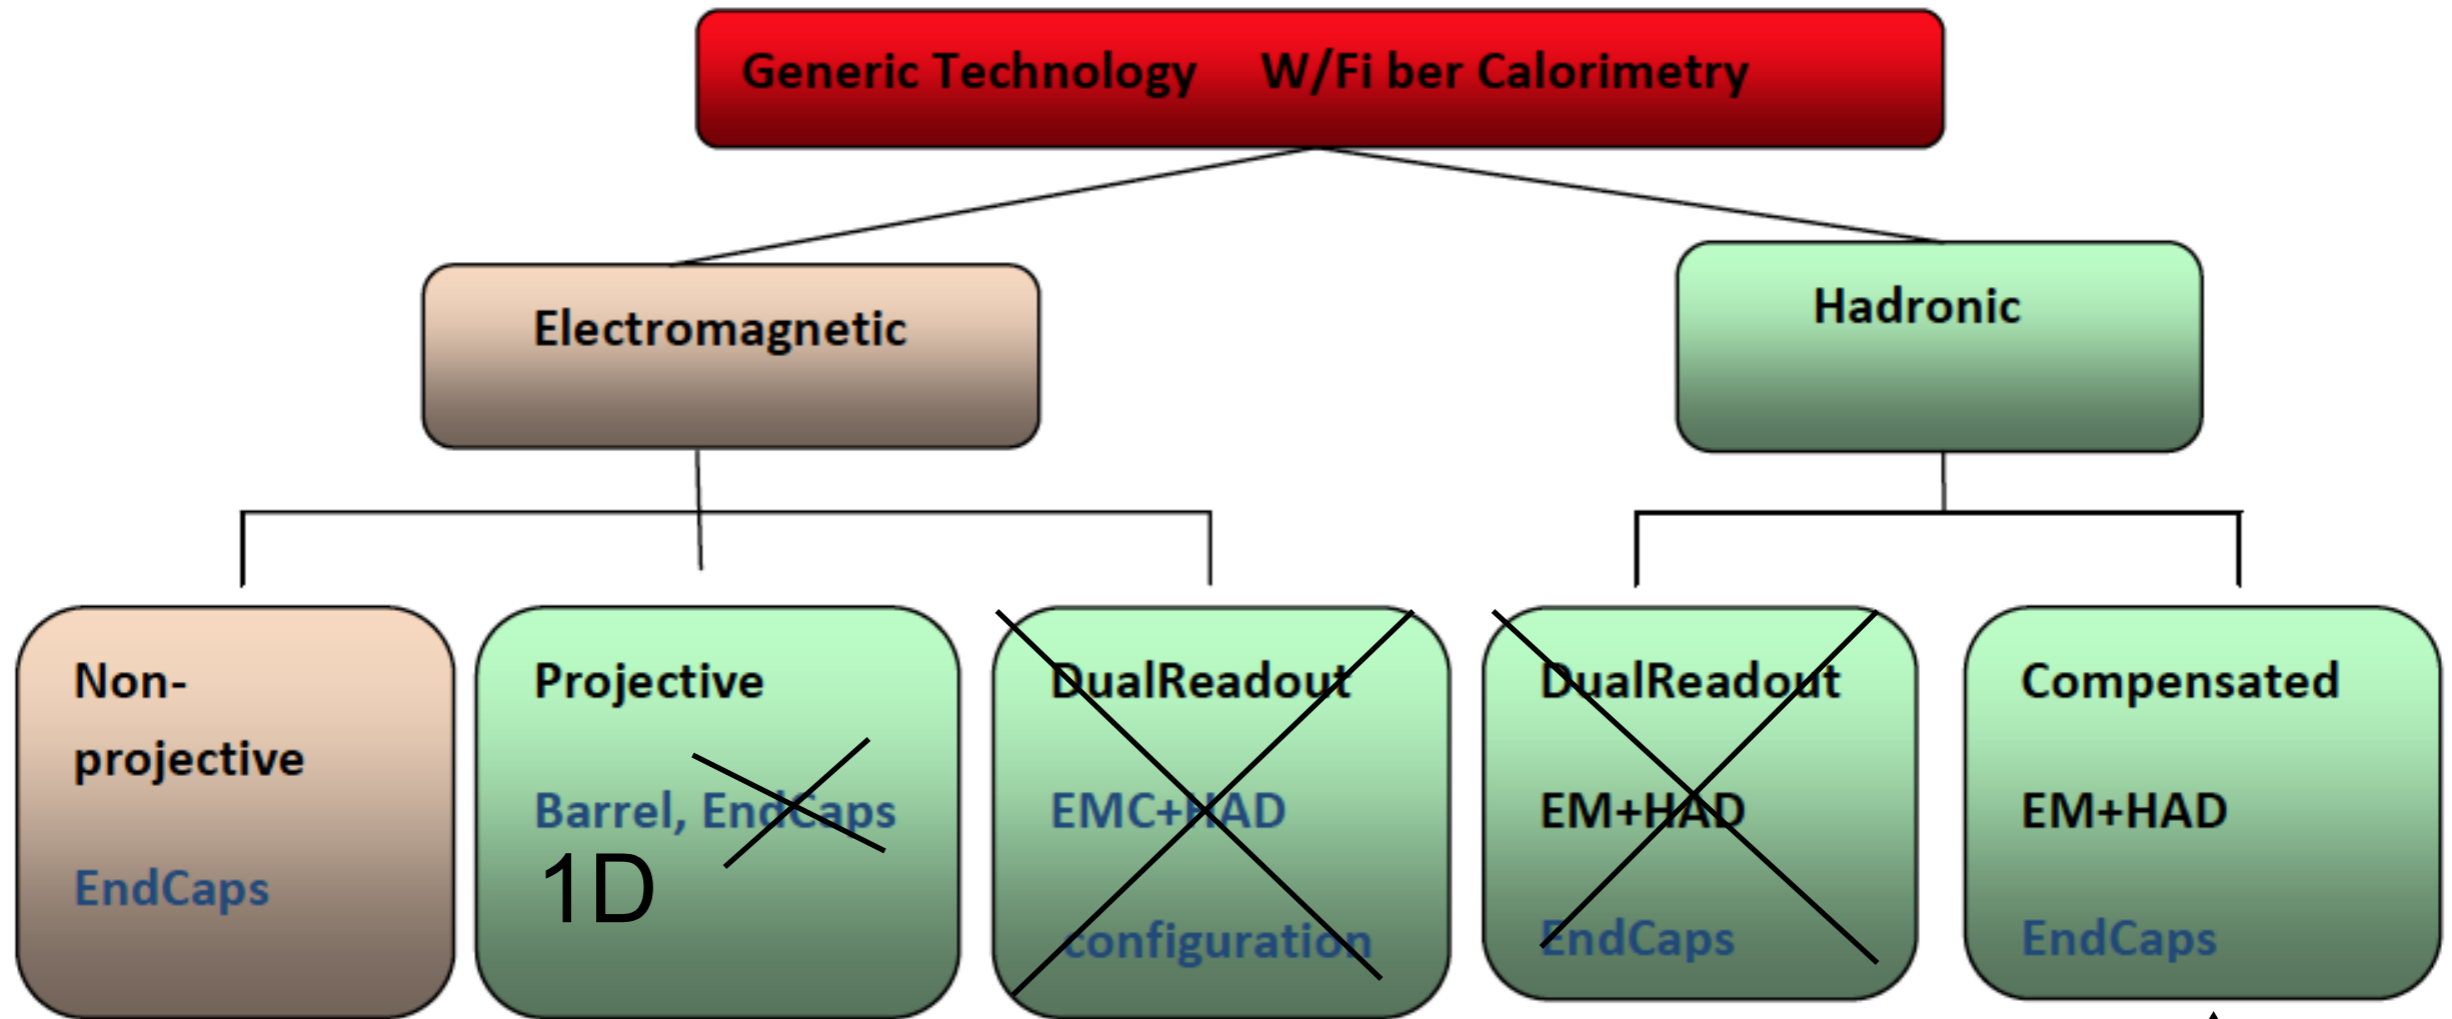 Generic Technology W/Fi ber Calorimetry
Electromagnetic
Hadronic
Non-
projective
EndCaps
Projective
Barrel, EndCaps
1D
DualReadout
EMC+HAD
configuration
DualReadout
EM+HAD
EndCaps
Compensated
EM+HAD
EndCaps